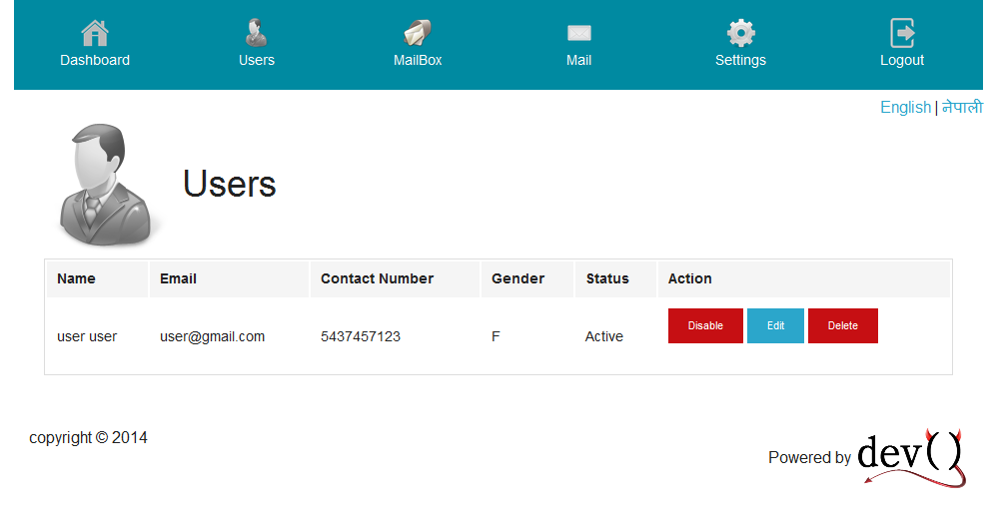 Dashboard Users MailBox Mail Settings Logout
English | नेपाली
Users
Name Email Contact Number Gender Status Action
user user user@gmail.com 5437457123 F Active Disable Edit Delete
copyright © 2014
Powered by dev()